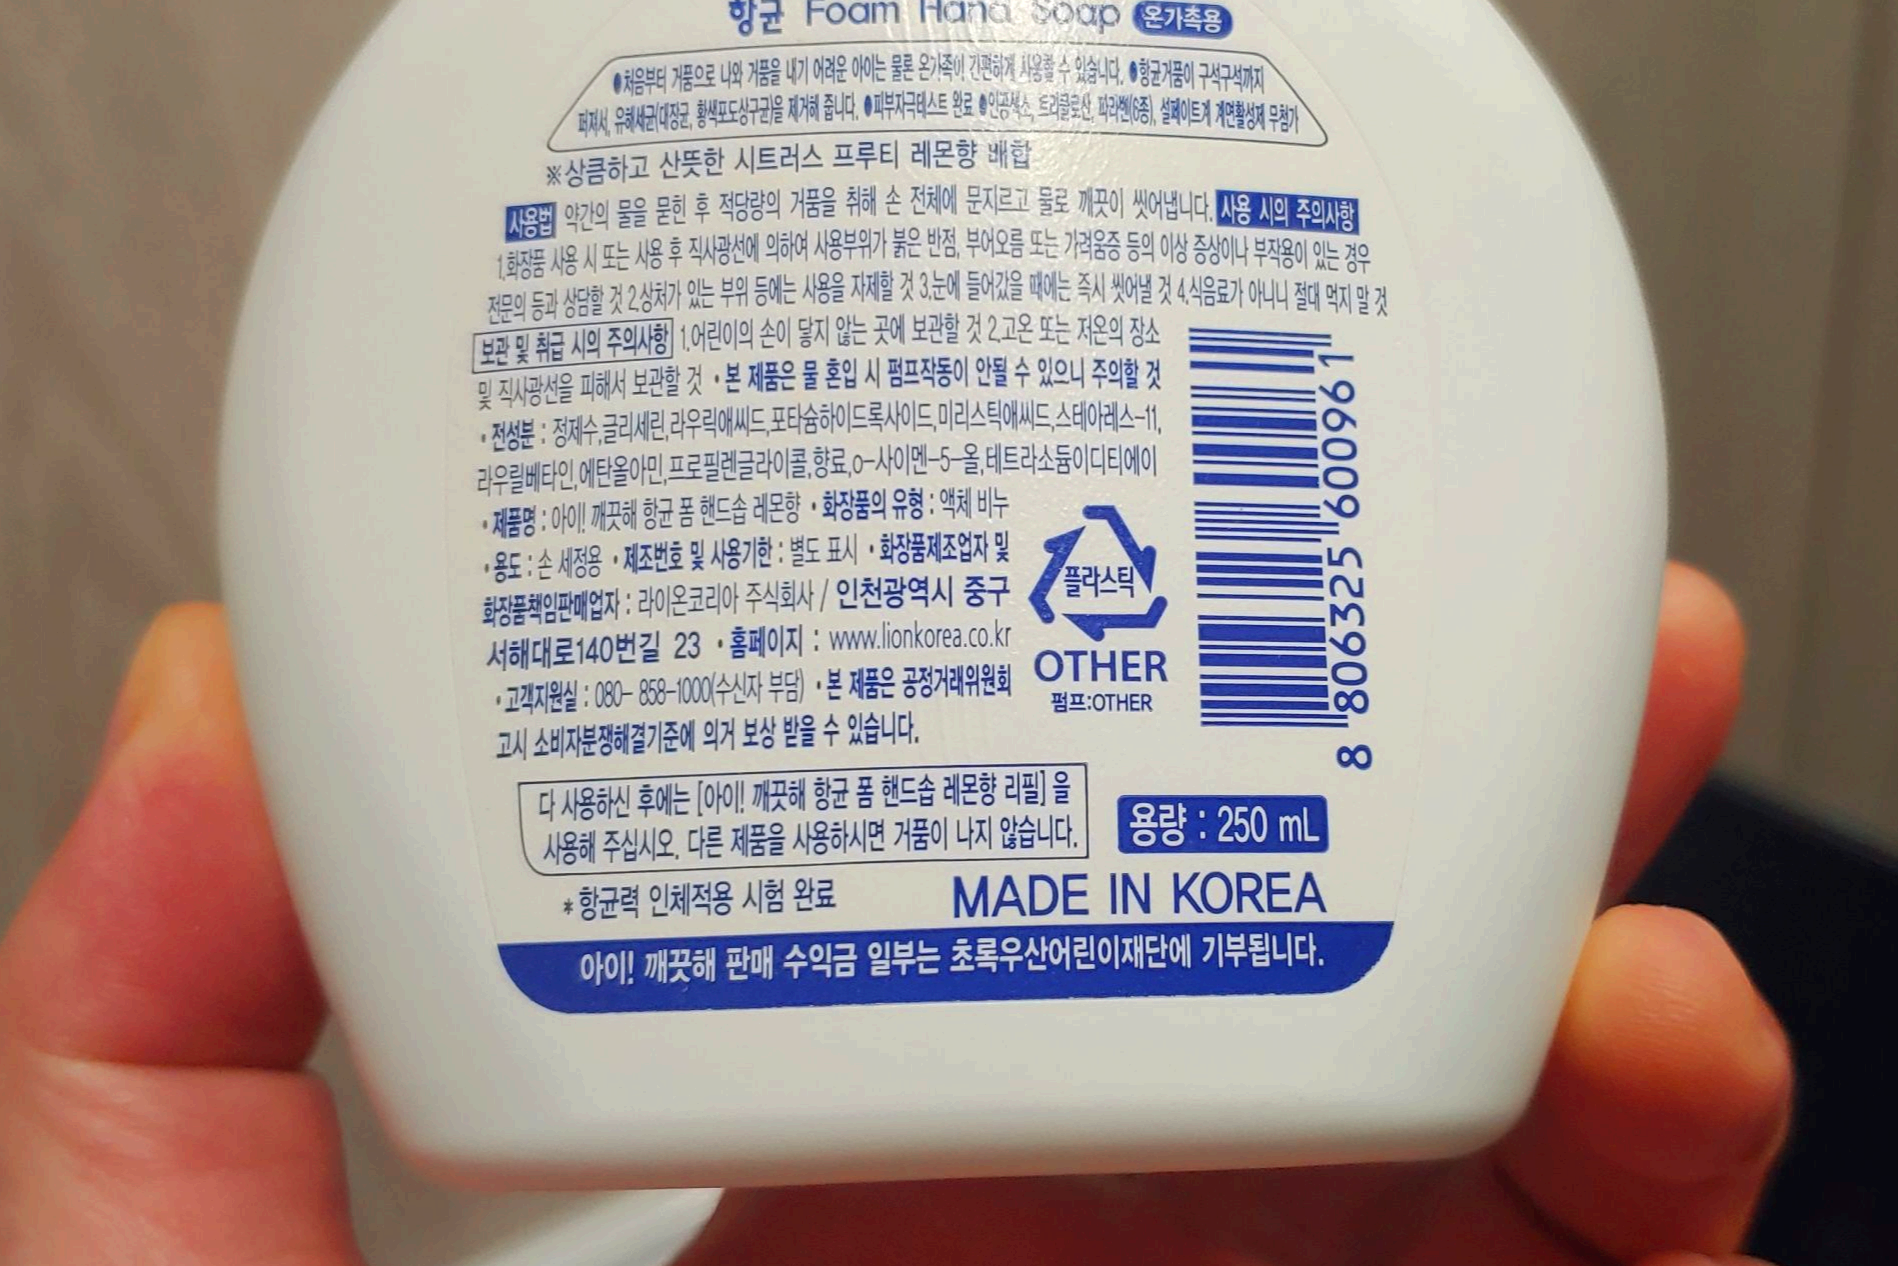 항균 Foam Hand Soap 온가족용
●처음부터 거품으로 나와 거품을 내기 어려운 아이는 물론 온가족이 간편하게 사용할 수 있습니다. ●항균거품이 구석구석까지
퍼져서, 유해세균(대장균, 황색포도상구균)을 제거해 줍니다. ●피부자극테스트 완료 ●인공색소, 트리클로산, 파라벤(6종), 설페이트계 계면활성제 무첨가
※상큼하고 산뜻한 시트러스 프루티 레몬향 배합
사용법 약간의 물을 묻힌 후 적당량의 거품을 취해 손 전체에 문지르고 물로 깨끗이 씻어냅니다. 사용 시의 주의사항
1.화장품 사용 시 또는 사용 후 직사광선에 의하여 사용부위가 붉은 반점, 부어오름 또는 가려움증 등의 이상 증상이나 부작용이 있는 경우
전문의 등과 상담할 것 2.상처가 있는 부위 등에는 사용을 자제할 것 3.눈에 들어갔을 때에는 즉시 씻어낼 것 4.식음료가 아니니 절대 먹지 말 것
보관 및 취급 시의 주의사항 1.어린이의 손이 닿지 않는 곳에 보관할 것 2.고온 또는 저온의 장소
및 직사광선을 피해서 보관할 것 •본 제품은 물 혼입 시 펌프작동이 안될 수 있으니 주의할 것
•전성분 : 정제수,글리세린,라우릭애씨드,포타슘하이드록사이드,미리스틱애씨드,스테아레스-11,
라우릴베타인,에탄올아민,프로필렌글라이콜,향료,o-사이멘-5-올,테트라소듐이디티에이
•제품명 : 아이! 깨끗해 항균 폼 핸드솝 레몬향 •화장품의 유형 : 액체 비누
•용도 : 손 세정용 •제조번호 및 사용기한 : 별도 표시 •화장품제조업자 및
화장품책임판매업자 : 라이온코리아 주식회사 / 인천광역시 중구
서해대로140번길 23 •홈페이지 : www.lionkorea.co.kr
•고객지원실 : 080- 858-1000(수신자 부담) •본 제품은 공정거래위원회
고시 소비자분쟁해결기준에 의거 보상 받을 수 있습니다.
플라스틱
OTHER
펌프:OTHER
8 806325 600961
다 사용하신 후에는 [아이! 깨끗해 항균 폼 핸드솝 레몬향 리필] 을
사용해 주십시오. 다른 제품을 사용하시면 거품이 나지 않습니다.
용량 : 250 mL
*항균력 인체적용 시험 완료
MADE IN KOREA
아이! 깨끗해 판매 수익금 일부는 초록우산어린이재단에 기부됩니다.